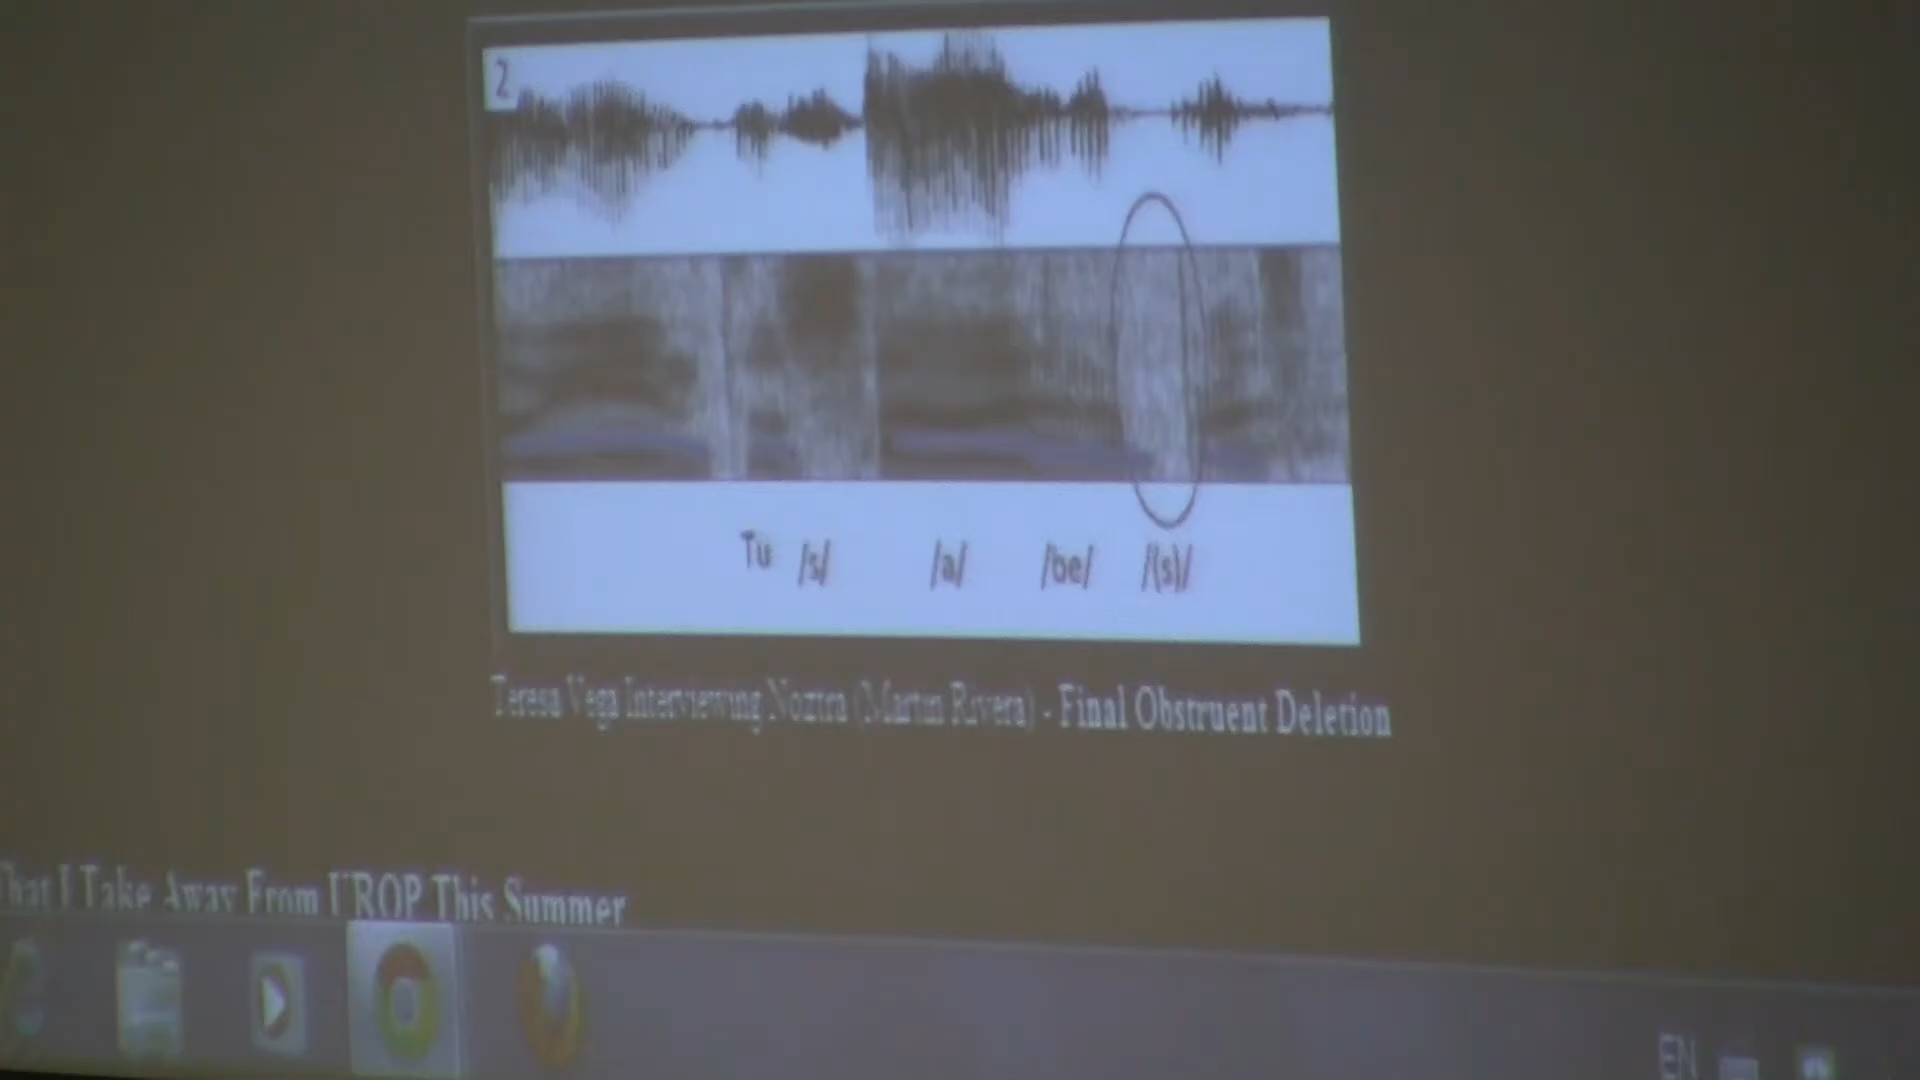 2
Tu /s/ /a/ /be/ /(s)/
Teresa Vega Interviewing Noztra (Martin Rivera) - Final Obstruent Deletion
That I Take Away From UROP This Summer
EN